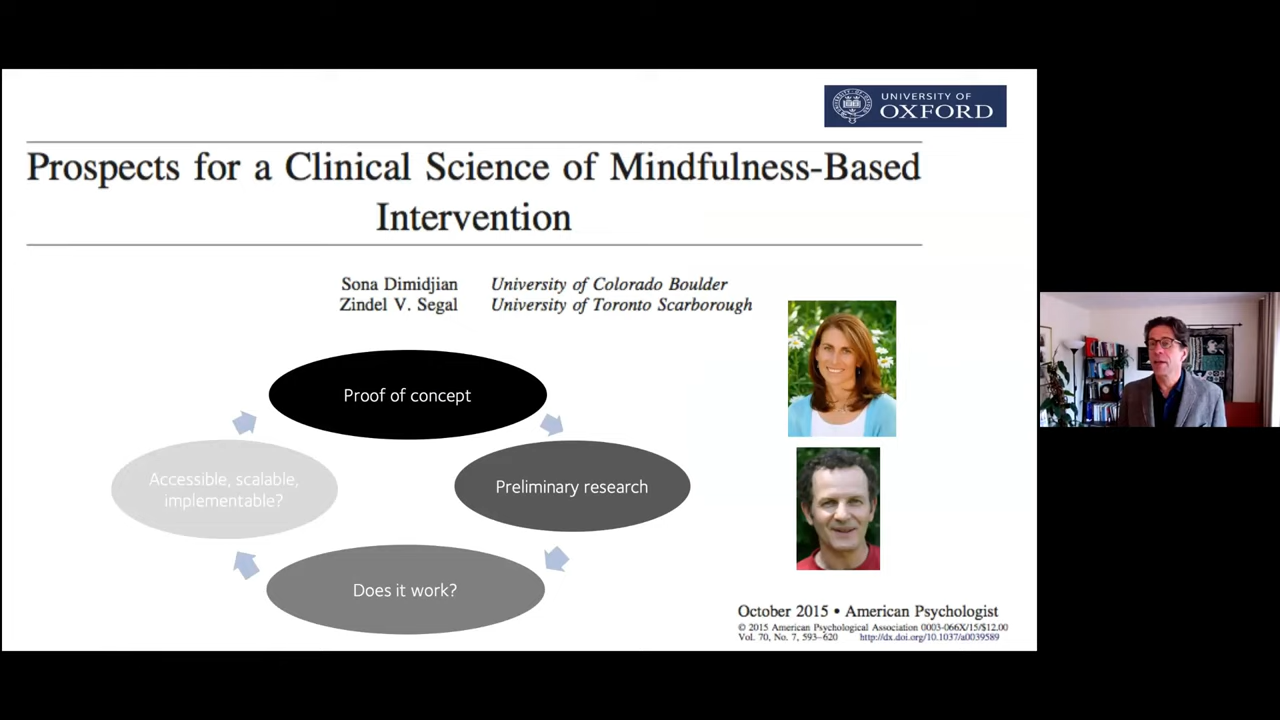 UNIVERSITY OF
OXFORD
Prospects for a Clinical Science of Mindfulness-Based
Intervention
Sona Dimidjian University of Colorado Boulder
Zindel V. Segal University of Toronto Scarborough
Proof of concept
Accessible, scalable,
implementable?
Preliminary research
Does it work?
October 2015 • American Psychologist
© 2015 American Psychological Association 0003-066X/15/$12.00
Vol. 70, No. 7, 593–620 http://dx.doi.org/10.1037/a0039589